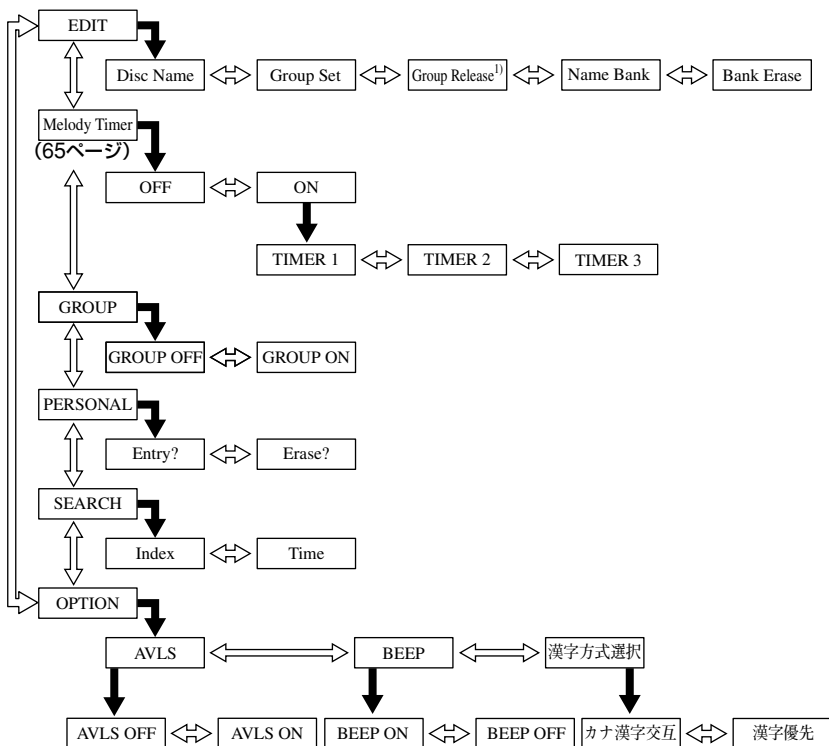 EDIT
Disc Name Group Set Group Release1) Name Bank Bank Erase
Melody Timer
(65ページ)
OFF ON
TIMER 1 TIMER 2 TIMER 3
GROUP
GROUP OFF GROUP ON
PERSONAL
Entry? Erase?
SEARCH
Index Time
OPTION
AVLS BEEP 漢字方式選択
AVLS OFF AVLS ON BEEP ON BEEP OFF カナ漢字交互 漢字優先